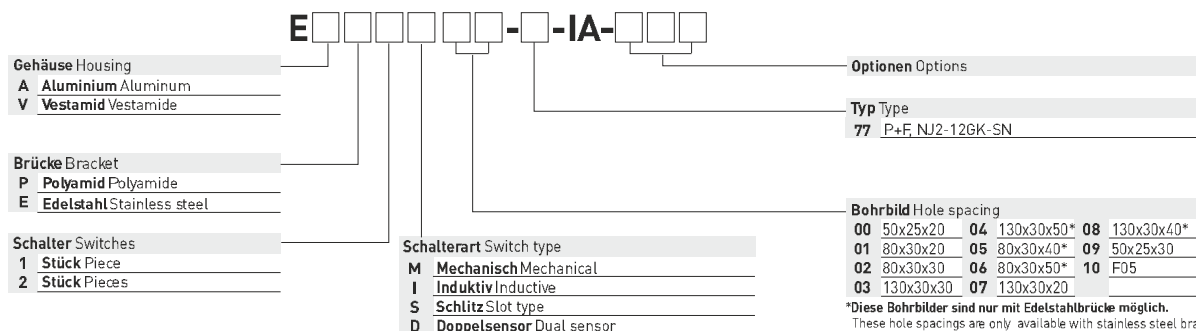 E□□□□ □□-□-IA-□□□
Gehäuse Housing
A Aluminium Aluminum
V Vestamid Vestamide
Brücke Bracket
P Polyamid Polyamide
E Edelstahl Stainless steel
Schalter Switches
1 Stück Piece
2 Stück Pieces
Schalterart Switch type
M Mechanisch Mechanical
I Induktiv Inductive
S Schlitz Slot type
D Doppelsensor Dual sensor
Optionen Options
Typ Type
77 P+F, NJ2-12GK-SN
Bohrbild Hole spacing
00 50x25x20 04 130x30x50* 08 130x30x40*
01 80x30x20 05 80x30x40* 09 50x25x30
02 80x30x30 06 80x30x50* 10 F05
03 130x30x30 07 130x30x20
*Diese Bohrbilder sind nur mit Edelstahlbrücke möglich.
These hole spacings are only available with stainless steel